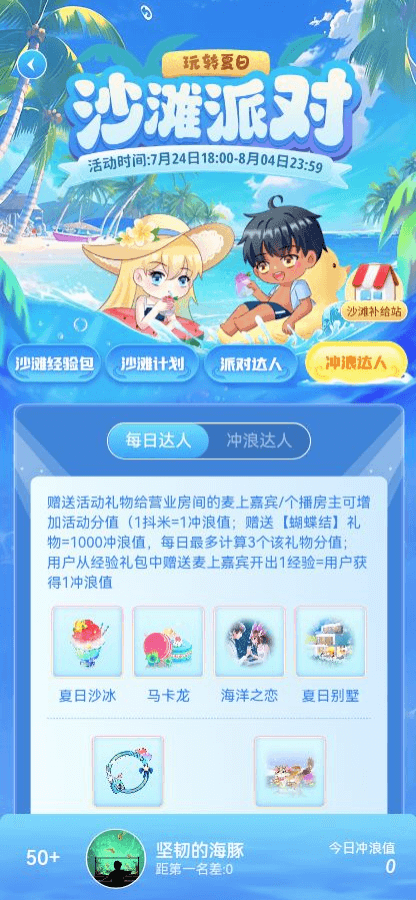 玩转夏日
沙滩派对
活动时间:7月24日18:00-8月04日23:59
沙滩补给站
沙滩经验包
沙滩计划
派对达人
冲浪达人
每日达人
冲浪达人
赠送活动礼物给营业房间的麦上嘉宾/个播房主可增
加活动分值（1抖米=1冲浪值；赠送【蝴蝶结】礼
物=1000冲浪值，每日最多计算3个该礼物分值；
用户从经验礼包中赠送麦上嘉宾开出1经验=用户获
得1冲浪值
夏日沙冰
马卡龙
海洋之恋
夏日别墅
50+
坚韧的海豚
距第一名差:0
今日冲浪值
0